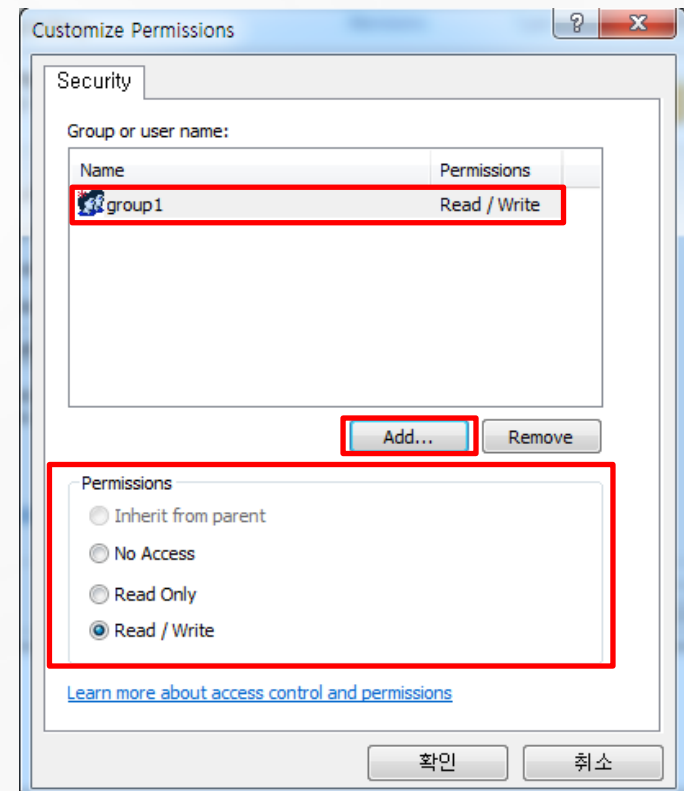 Customize Permissions
Security
Group or user name:
Name Permissions
group1 Read / Write
Add... Remove
Permissions
Inherit from parent
No Access
Read Only
Read / Write
Learn more about access control and permissions
확인 취소